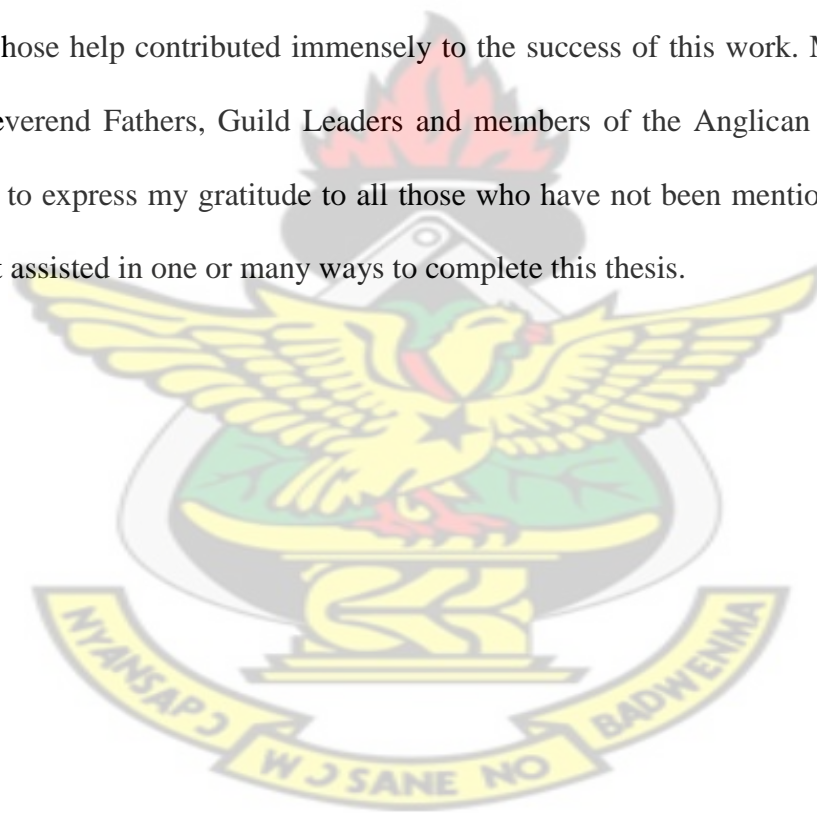 hose help contributed immensely to the success of this work.
everend Fathers, Guild Leaders and members of the Anglican
to express my gratitude to all those who have not been mentio
assisted in one or many ways to complete this thesis.
NYANSAPƆ WƆSANE NO BADWENMA